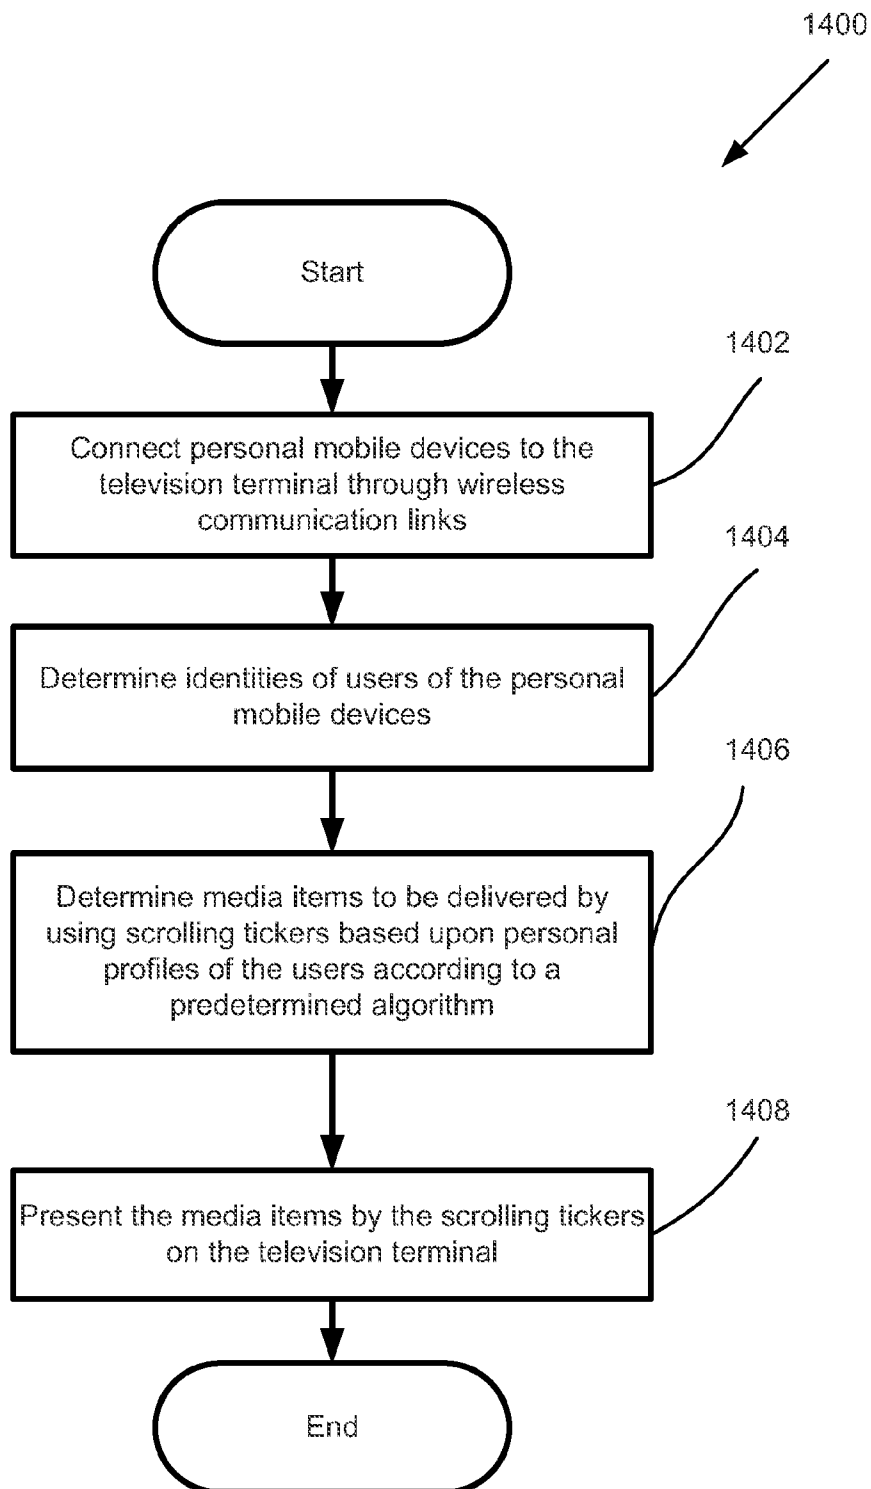 1400
Start
1402
Connect personal mobile devices to the
television terminal through wireless
communication links
1404
Determine identities of users of the personal
mobile devices
1406
Determine media items to be delivered by
using scrolling tickers based upon personal
profiles of the users according to a
predetermined algorithm
1408
Present the media items by the scrolling tickers
on the television terminal
End